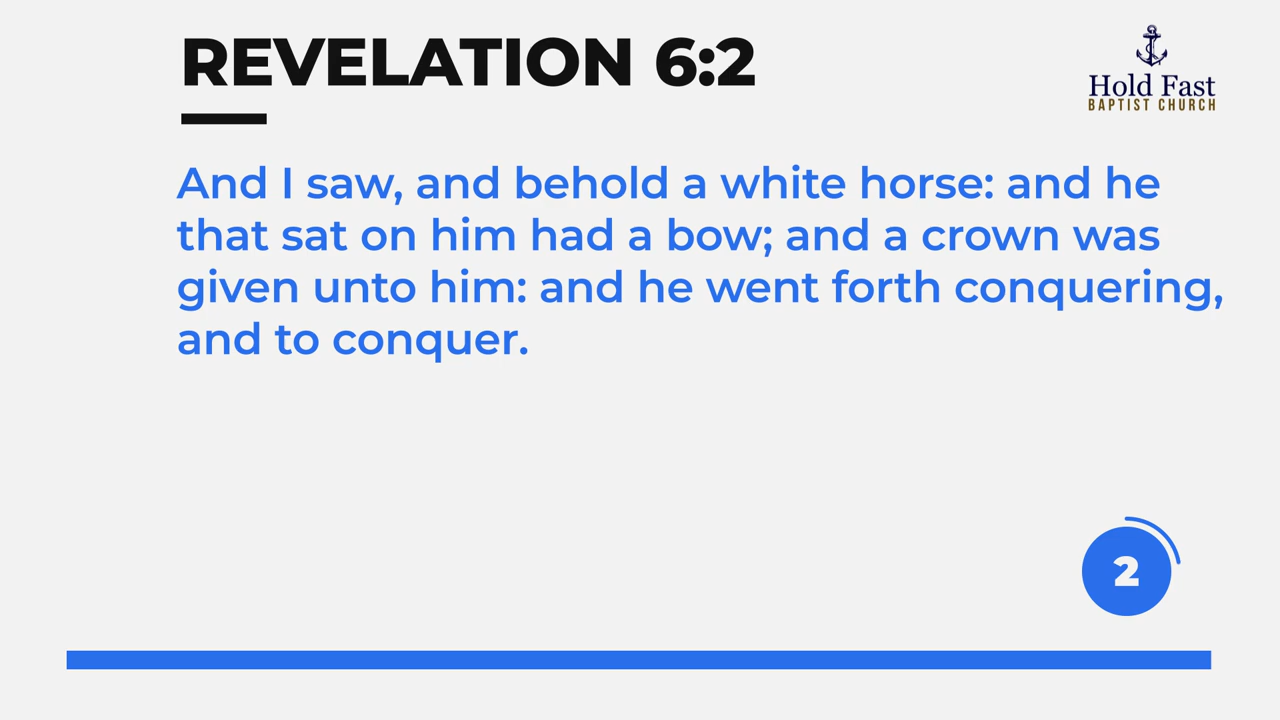 REVELATION 6:2
Hold Fast
BAPTIST CHURCH
And I saw, and behold a white horse: and he
that sat on him had a bow; and a crown was
given unto him: and he went forth conquering,
and to conquer.
2